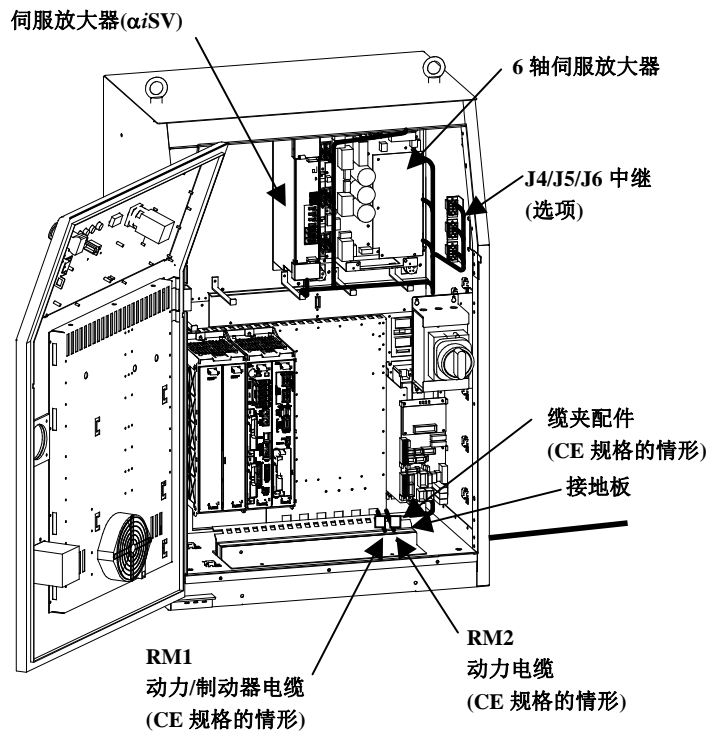 伺服放大器(αiSV)
6 轴伺服放大器
J4/J5/J6 中继
(选项)
缆夹配件
(CE 规格的情形)
接地板
RM2
动力电缆
(CE 规格的情形)
RM1
动力/制动器电缆
(CE 规格的情形)